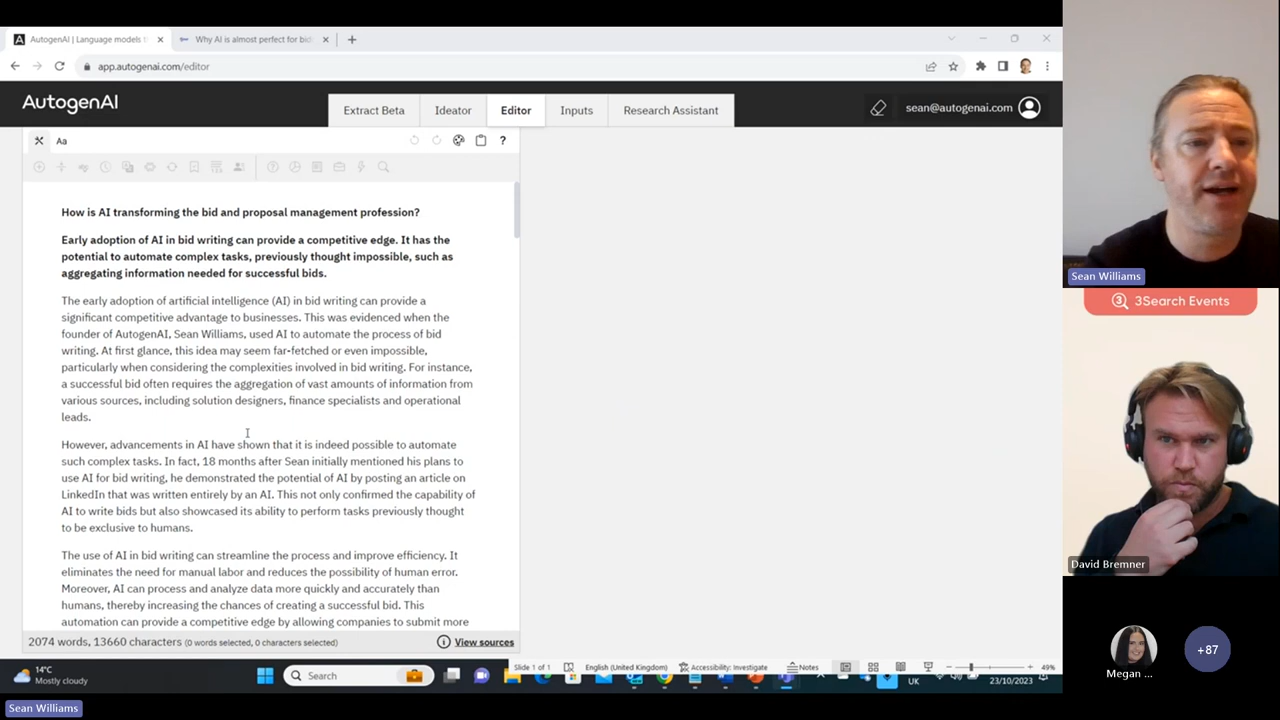 AutogenAI | Language models t
Why AI is almost perfect for bid
app.autogenai.com/editor
AutogenAI
Extract Beta
Ideator
Editor
Inputs
Research Assistant
sean@autogenai.com
Aa
?
How is AI transforming the bid and proposal management profession?
Early adoption of AI in bid writing can provide a competitive edge. It has the
potential to automate complex tasks, previously thought impossible, such as
aggregating information needed for successful bids.
The early adoption of artificial intelligence (AI) in bid writing can provide a
significant competitive advantage to businesses. This was evidenced when the
founder of AutogenAI, Sean Williams, used AI to automate the process of bid
writing. At first glance, this idea may seem far-fetched or even impossible,
particularly when considering the complexities involved in bid writing. For instance,
a successful bid often requires the aggregation of vast amounts of information from
various sources, including solution designers, finance specialists and operational
leads.
However, advancements in AI have shown that it is indeed possible to automate
such complex tasks. In fact, 18 months after Sean initially mentioned his plans to
use AI for bid writing, he demonstrated the potential of AI by posting an article on
LinkedIn that was written entirely by an AI. This not only confirmed the capability of
AI to write bids but also showcased its ability to perform tasks previously thought
to be exclusive to humans.
The use of AI in bid writing can streamline the process and improve efficiency. It
eliminates the need for manual labor and reduces the possibility of human error.
Moreover, AI can process and analyze data more quickly and accurately than
humans, thereby increasing the chances of creating a successful bid. This
automation can provide a competitive edge by allowing companies to submit more
2074 words, 13660 characters (0 words selected, 0 characters selected)
View sources
14°C
Mostly cloudy
Search
Slide 1 of 1
English (United Kingdom)
Accessibility: Investigate
Notes
49%
UK
23/10/2023
Sean Williams
Sean Williams
3Search Events
David Bremner
Megan ...
+87